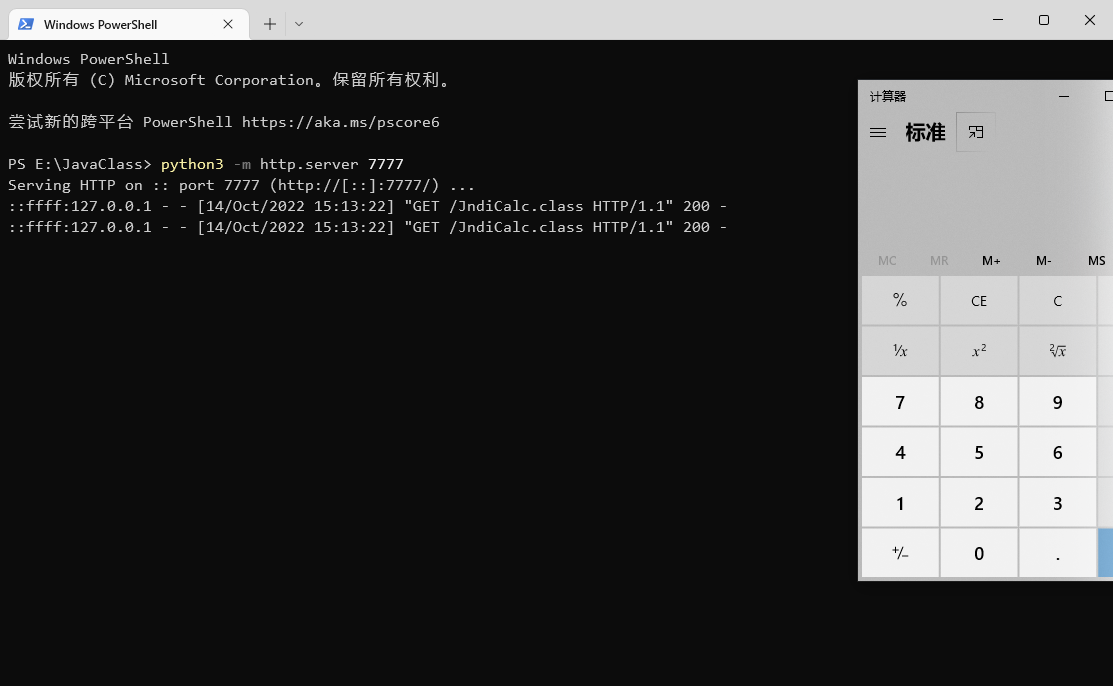 Windows PowerShell
Windows PowerShell
版权所有 (C) Microsoft Corporation。保留所有权利。
尝试新的跨平台 PowerShell https://aka.ms/pscore6
PS E:\JavaClass> python3 -m http.server 7777
Serving HTTP on :: port 7777 (http://[::]:7777/) ...
::ffff:127.0.0.1 - - [14/Oct/2022 15:13:22] "GET /JndiCalc.class HTTP/1.1" 200 -
::ffff:127.0.0.1 - - [14/Oct/2022 15:13:22] "GET /JndiCalc.class HTTP/1.1" 200 -
计算器
标准
MC MR M+ M- MS
% CE C
¹⁄x x² ²√x
7 8 9
4 5 6
1 2 3
+/− 0 .